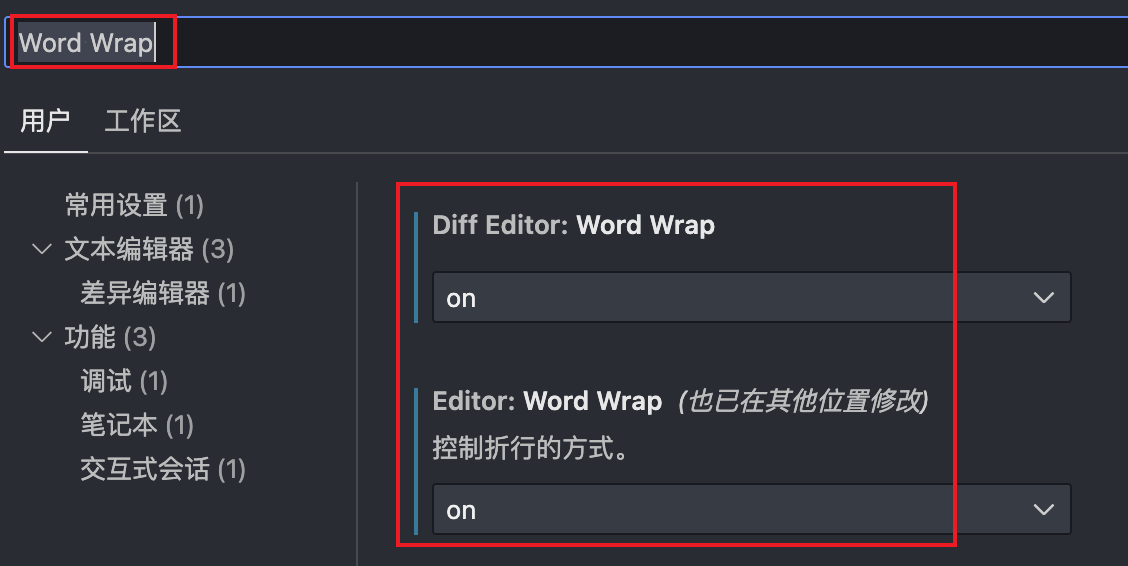 Word Wrap
用户 工作区
常用设置 (1)
文本编辑器 (3)
差异编辑器 (1)
功能 (3)
调试 (1)
笔记本 (1)
交互式会话 (1)
Diff Editor: Word Wrap
on
Editor: Word Wrap (也已在其他位置修改)
控制折行的方式。
on